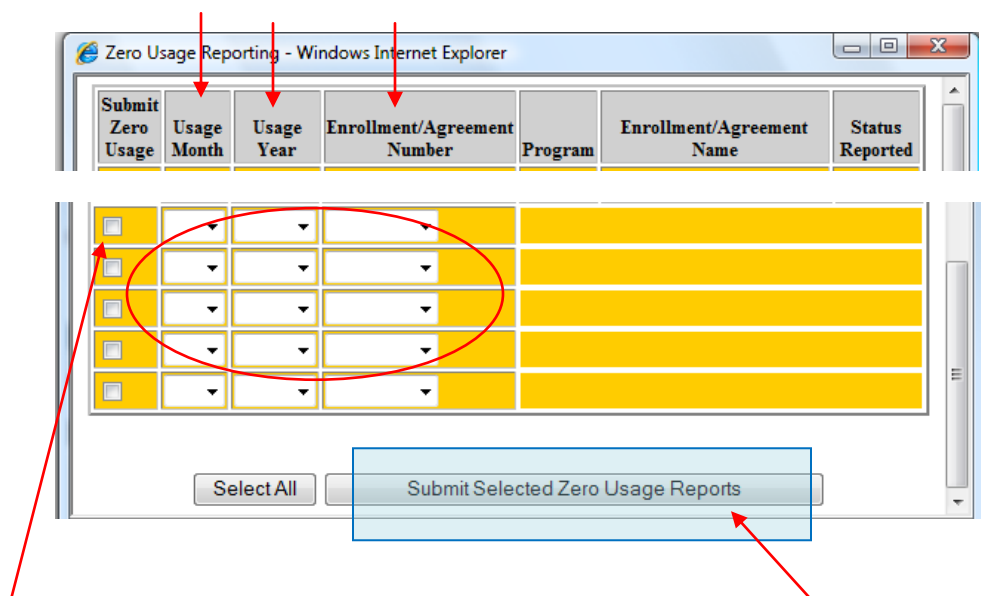 Zero Usage Reporting - Windows Internet Explorer
Submit Zero Usage
Usage Month
Usage Year
Enrollment/Agreement Number
Program
Enrollment/Agreement Name
Status Reported
Select All
Submit Selected Zero Usage Reports